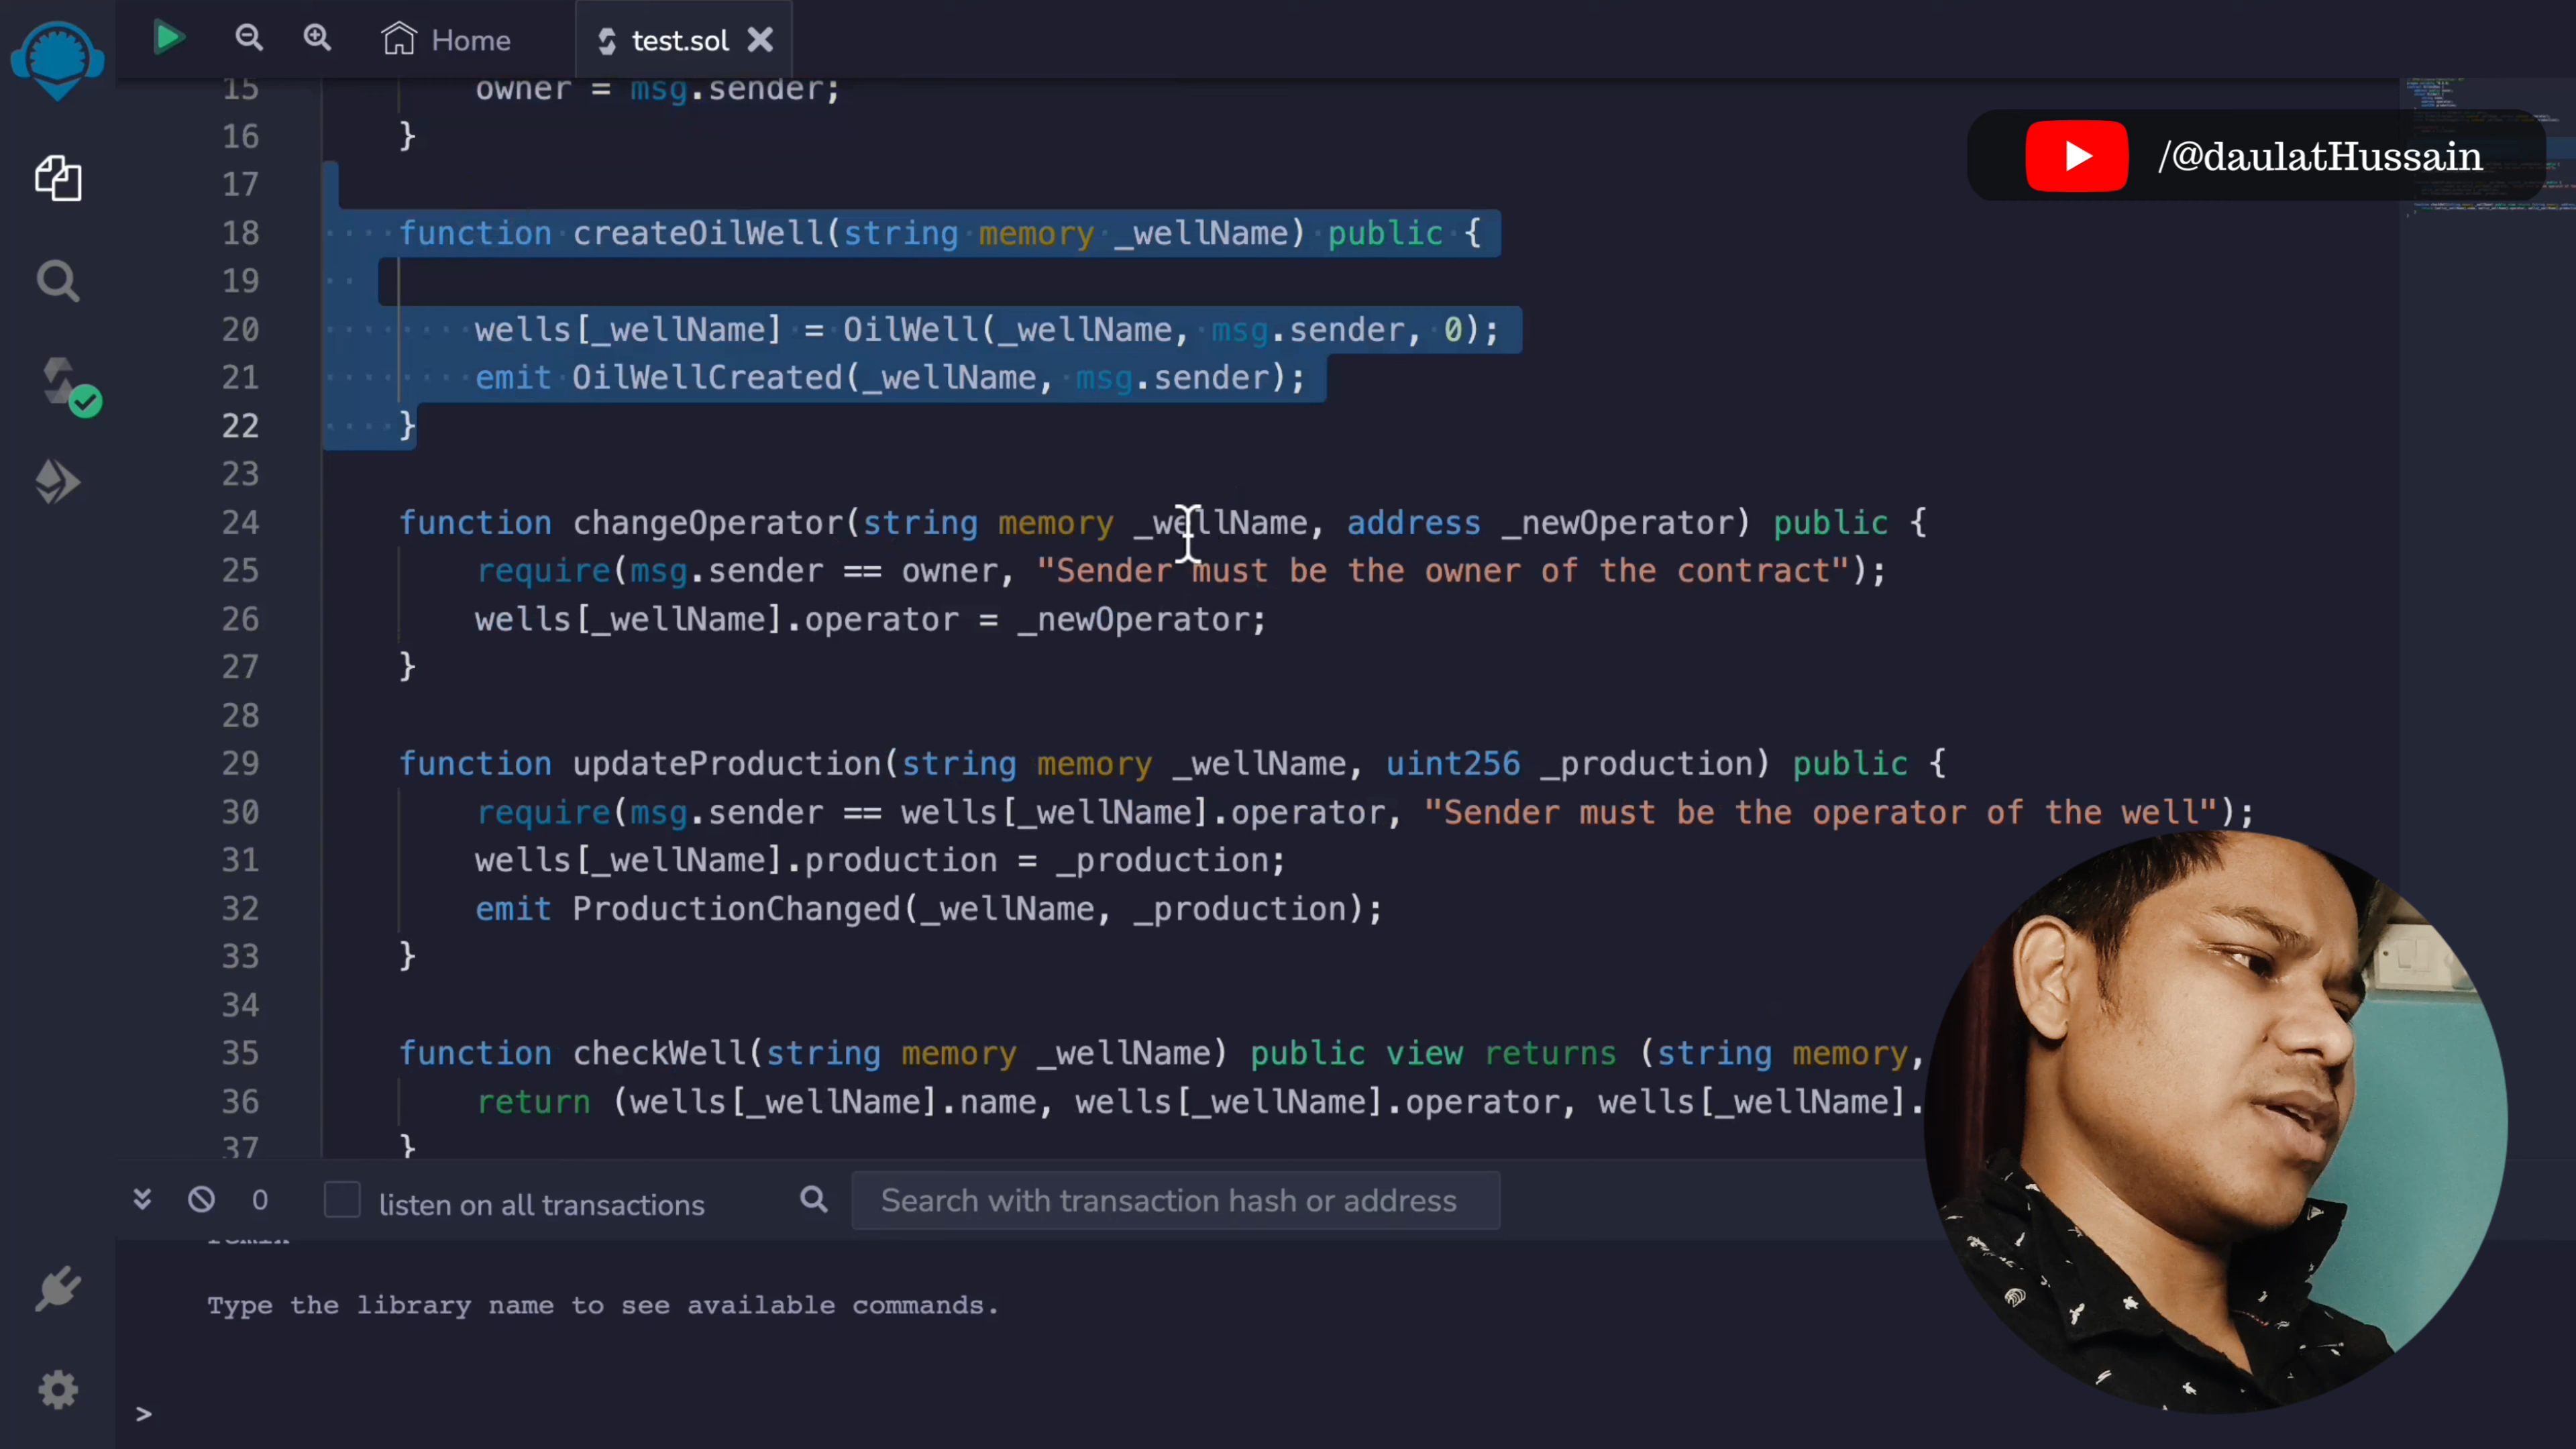 Home
test.sol
/@daulatHussain
15 owner = msg.sender;
16 }
17
18 function createOilWell(string memory _wellName) public {
19
20 wells[_wellName] = OilWell(_wellName, msg.sender, 0);
21 emit OilWellCreated(_wellName, msg.sender);
22 }
23
24 function changeOperator(string memory _wellName, address _newOperator) public {
25 require(msg.sender == owner, "Sender must be the owner of the contract");
26 wells[_wellName].operator = _newOperator;
27 }
28
29 function updateProduction(string memory _wellName, uint256 _production) public {
30 require(msg.sender == wells[_wellName].operator, "Sender must be the operator of the well");
31 wells[_wellName].production = _production;
32 emit ProductionChanged(_wellName, _production);
33 }
34
35 function checkWell(string memory _wellName) public view returns (string memory,
36 return (wells[_wellName].name, wells[_wellName].operator, wells[_wellName].
37 }
0 listen on all transactions Search with transaction hash or address
Type the library name to see available commands.
>